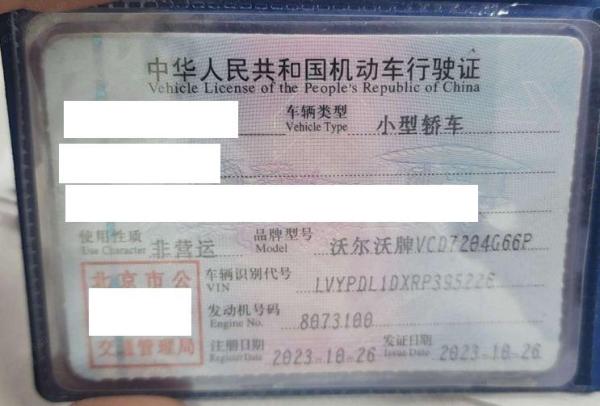 中华人民共和国机动车行驶证
Vehicle License of the People's Republic of China
车辆类型
Vehicle Type 小型轿车
使用性质
Use Character 非营运
品牌型号
Model 沃尔沃牌VCD7204G66P
北京市公
交通管理局
车辆识别代号
VIN LVYPDL1DXRP395226
发动机号码
Engine No. 8073100
注册日期
Register Date 2023-10-26
发证日期
Issue Date 2023-10-26